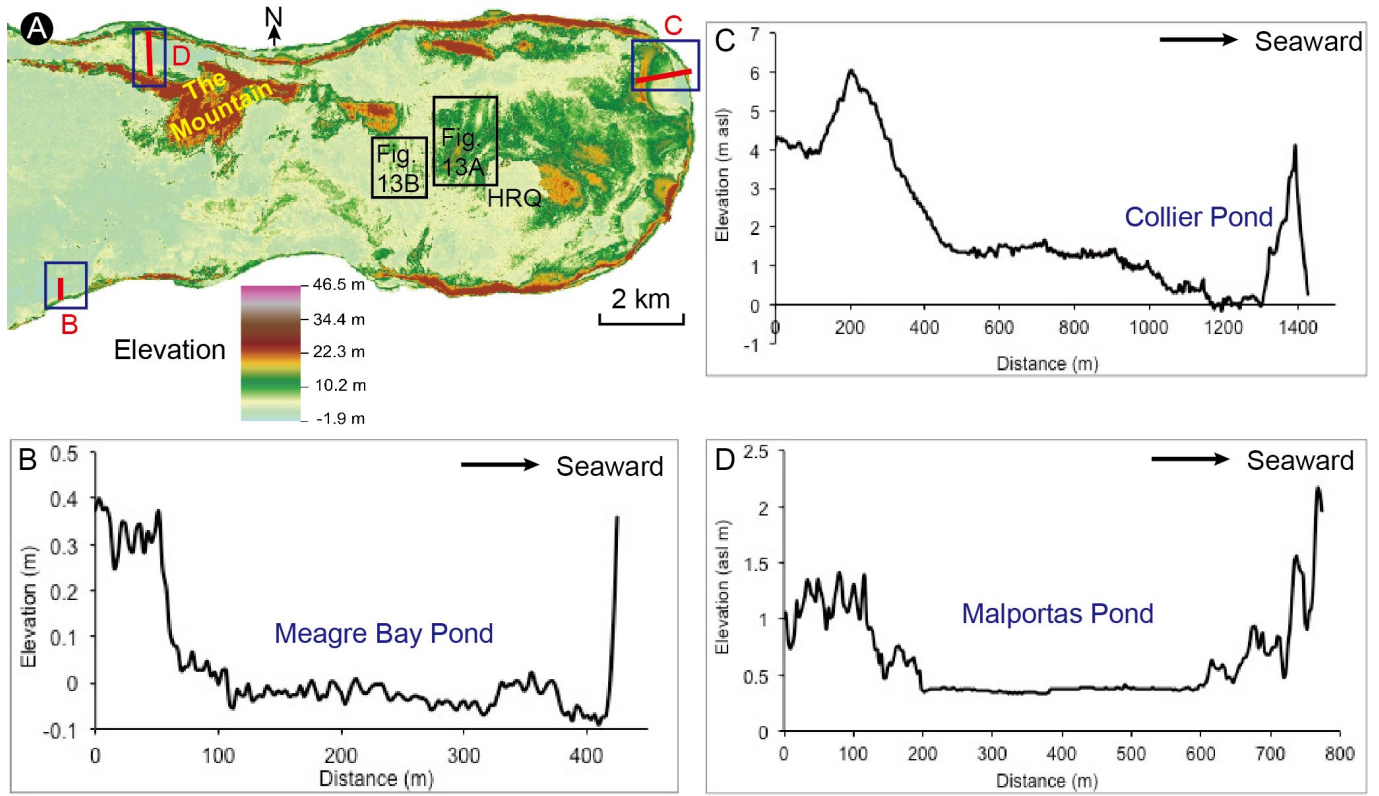 A
N
D
C
The
Mountain
Fig.
13A
Fig.
13B
HRQ
B
2 km
Elevation
46.5 m
34.4 m
22.3 m
10.2 m
-1.9 m
C
Seaward
7
6
5
4
3
2
1
0
-1
Elevation (m asl)
Collier Pond
0 200 400 600 800 1000 1200 1400
Distance (m)
B
Seaward
0.5
0.4
0.3
0.2
0.1
0
-0.1
Elevation (m)
Meagre Bay Pond
0 100 200 300 400
Distance (m)
D
Seaward
2.5
2
1.5
1
0.5
0
Elevation (asl m)
Malportas Pond
0 100 200 300 400 500 600 700 800
Distance (m)